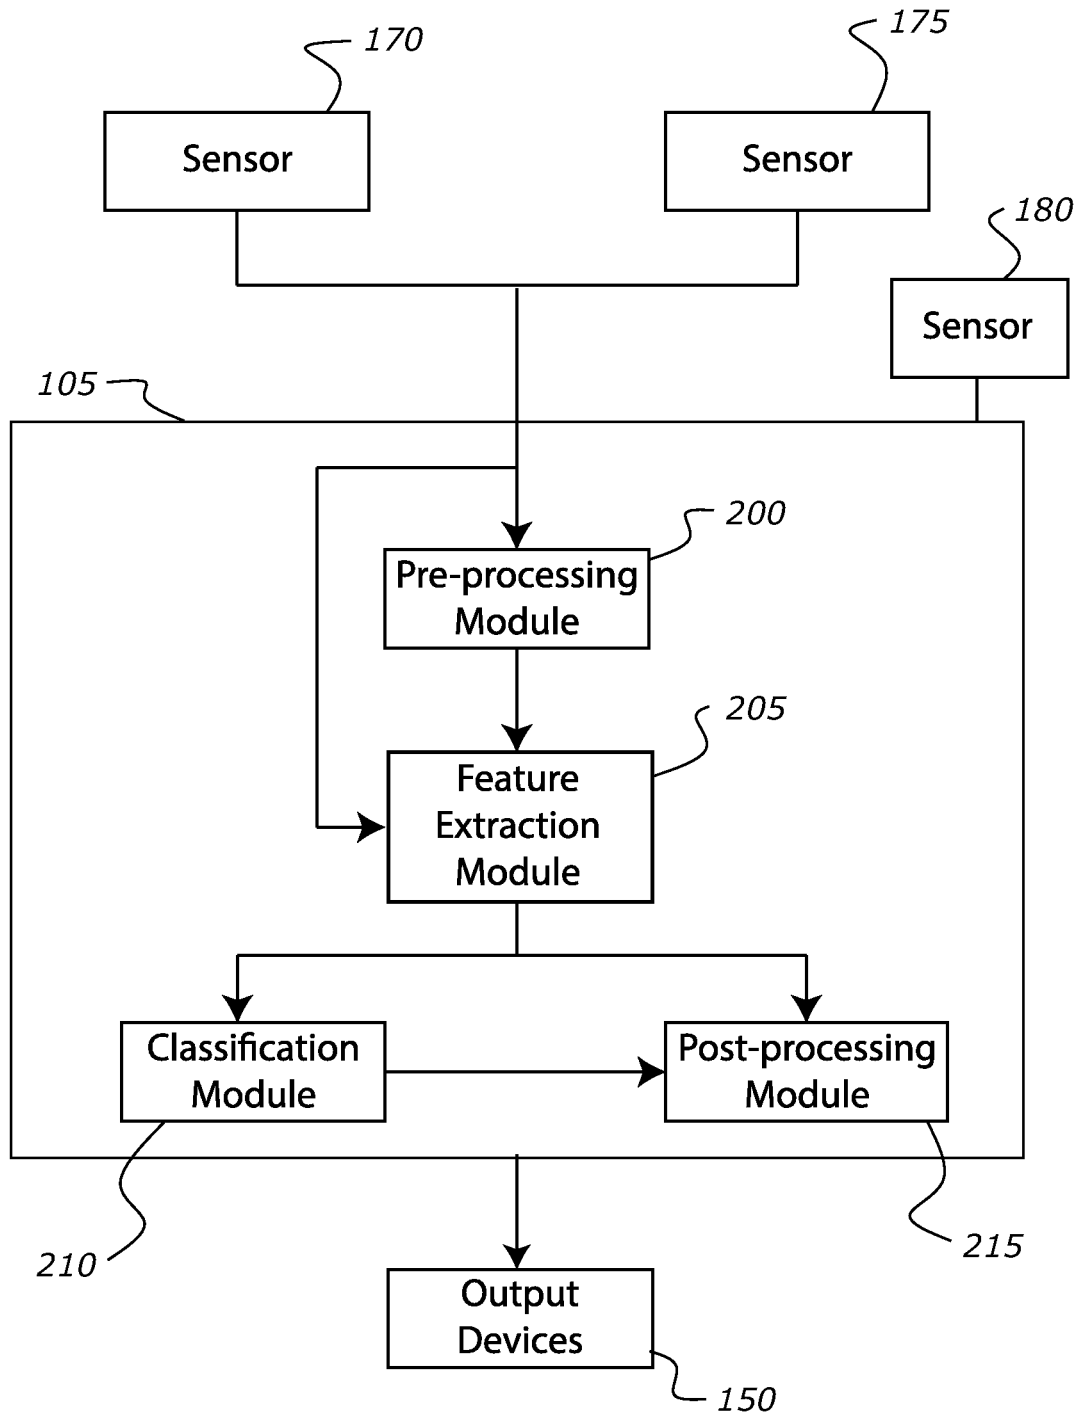 170
175
Sensor
Sensor
180
Sensor
105
200
Pre-processing
Module
205
Feature
Extraction
Module
Classification
Module
Post-processing
Module
210
215
Output
Devices
150